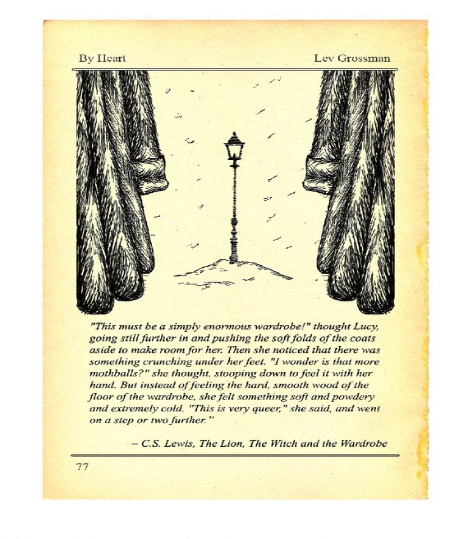 By Heart Lev Grossman
"This must be a simply enormous wardrobe!" thought Lucy,
going still further in and pushing the soft folds of the coats
aside to make room for her. Then she noticed that there was
something crunching under her feet. "I wonder is that more
mothballs?" she thought, stooping down to feel it with her
hand. But instead of feeling the hard, smooth wood of the
floor of the wardrobe, she felt something soft and powdery
and extremely cold. "This is very queer," she said, and went
on a step or two further."
– C.S. Lewis, The Lion, The Witch and the Wardrobe
77